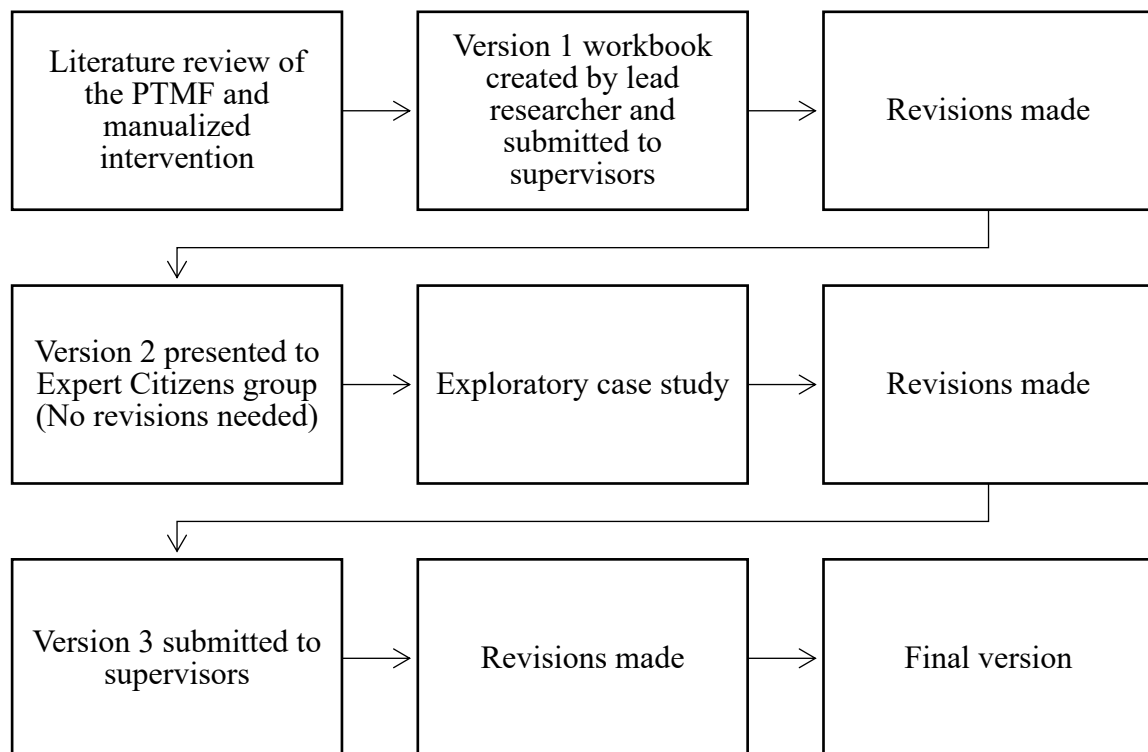 Literature review of
the PTMF and
manualized
intervention
Version 1 workbook
created by lead
researcher and
submitted to
supervisors
Revisions made
Version 2 presented to
Expert Citizens group
(No revisions needed)
Exploratory case study
Revisions made
Version 3 submitted to
supervisors
Revisions made
Final version